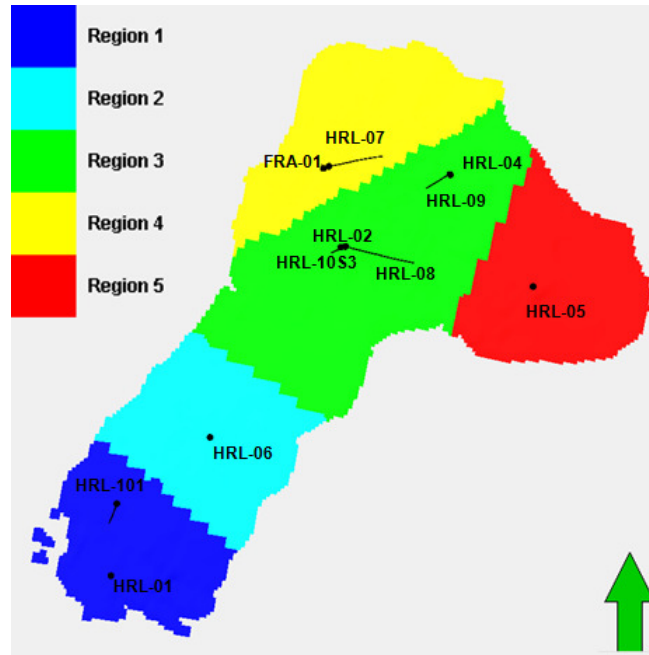 Region 1
Region 2
Region 3
Region 4
Region 5
HRL-07
FRA-01
HRL-04
HRL-09
HRL-02
HRL-10S3
HRL-08
HRL-05
HRL-06
HRL-101
HRL-01